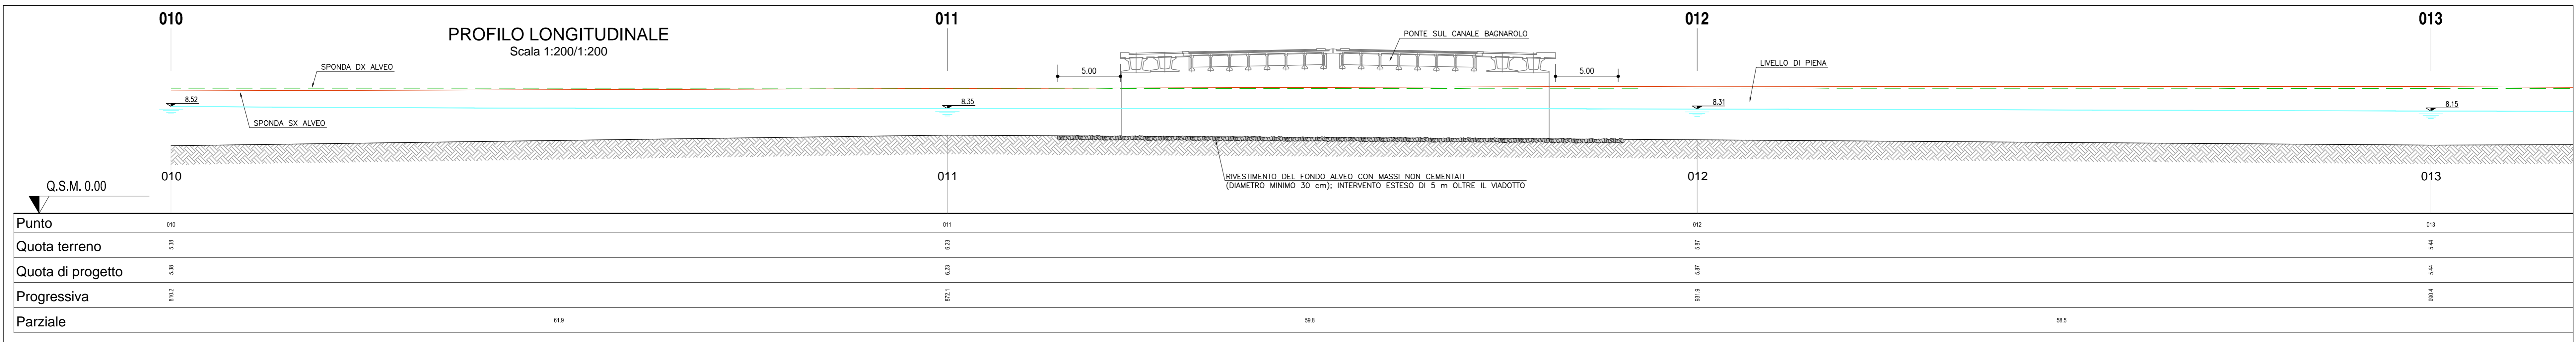 010
011
012
013
PROFILO LONGITUDINALE
Scala 1:200/1:200
PONTE SUL CANALE BAGNAROLO
SPONDA DX ALVEO
5.00
5.00
LIVELLO DI PIENA
8.52
8.35
8.31
8.15
SPONDA SX ALVEO
010
011
012
013
RIVESTIMENTO DEL FONDO ALVEO CON MASSI NON CEMENTATI
(DIAMETRO MINIMO 30 cm); INTERVENTO ESTESO DI 5 m OLTRE IL VIADOTTO
Q.S.M. 0.00
Punto 010 011 012 013
Quota terreno 5.38 6.23 5.87 5.44
Quota di progetto 5.38 6.23 5.87 5.44
Progressiva 810.2 872.1 931.9 990.4
Parziale 61.9 59.8 58.5